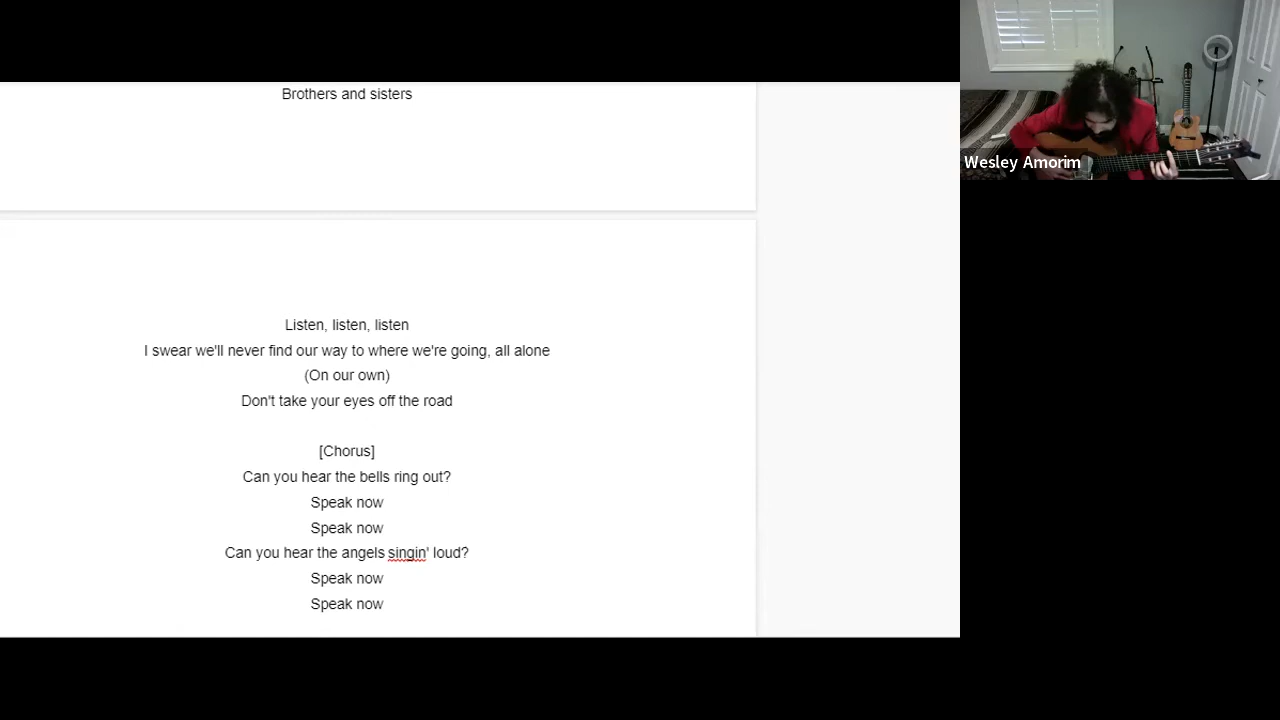 Brothers and sisters
Listen, listen, listen
I swear we'll never find our way to where we're going, all alone
(On our own)
Don't take your eyes off the road
[Chorus]
Can you hear the bells ring out?
Speak now
Speak now
Can you hear the angels singin' loud?
Speak now
Speak now
Wesley Amorim